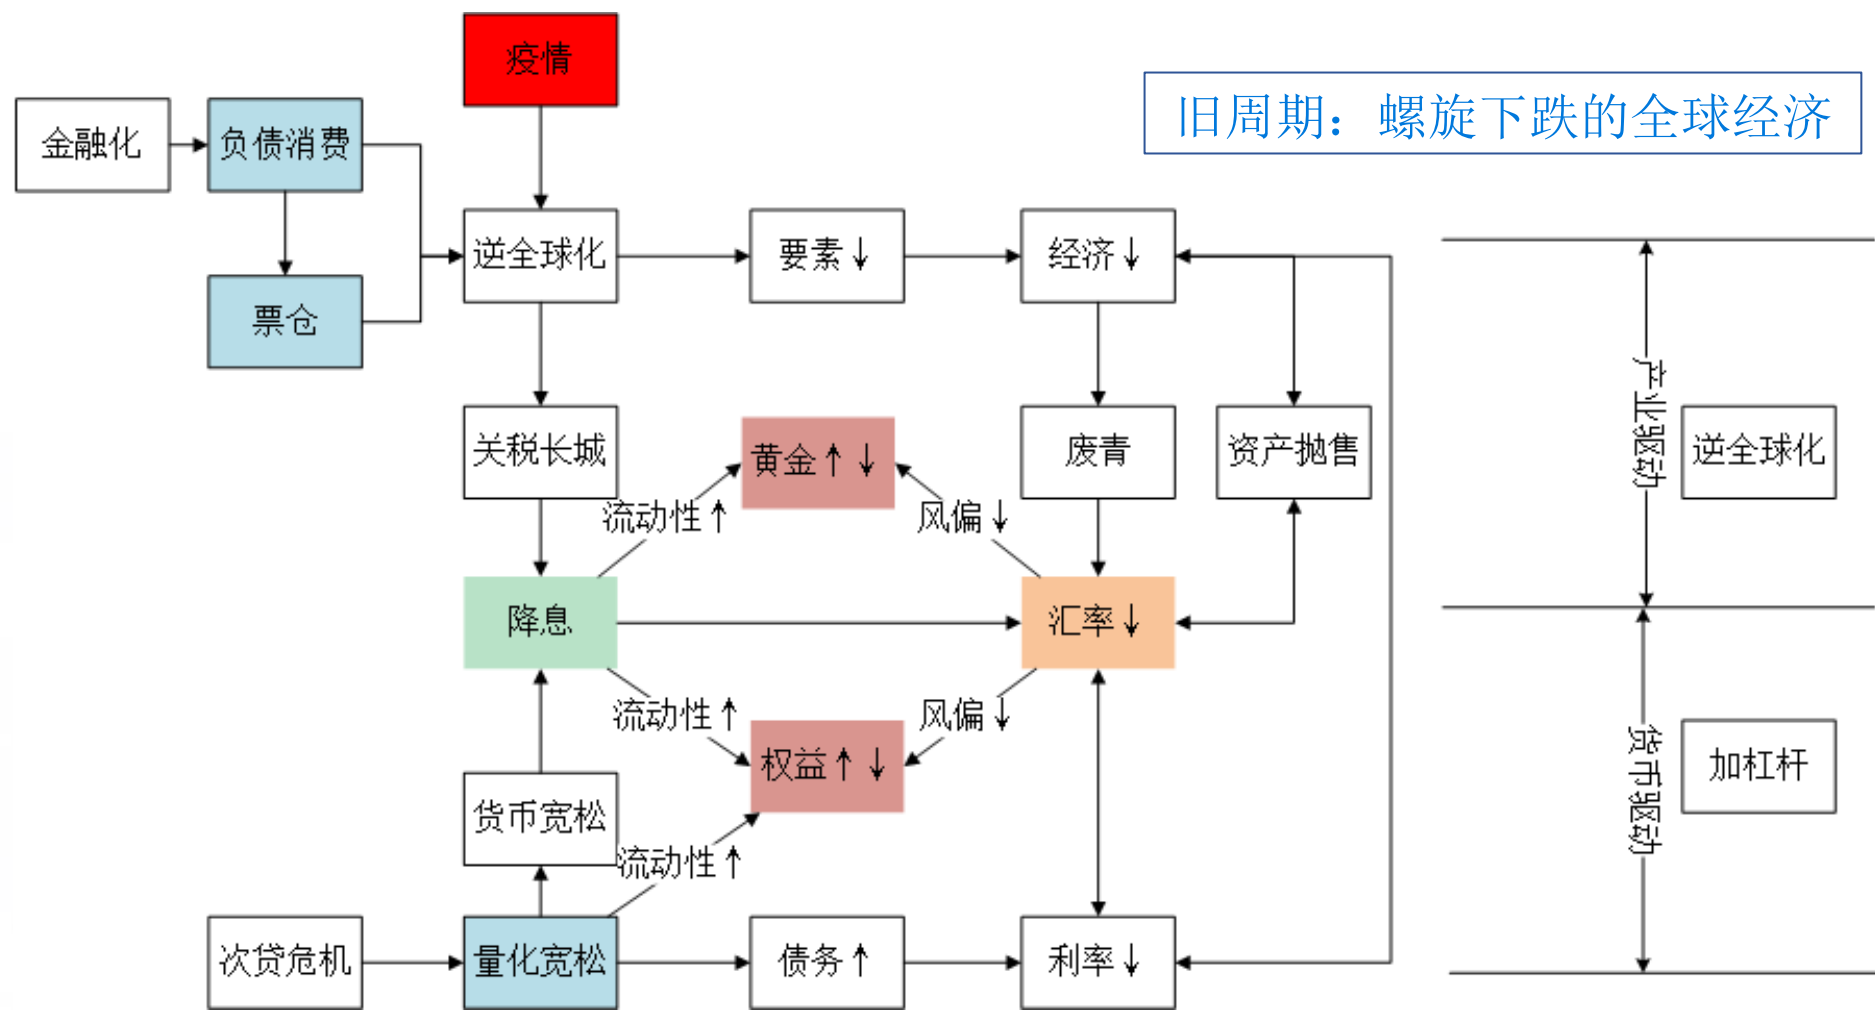 疫情
旧周期：螺旋下跌的全球经济
金融化
负债消费
票仓
逆全球化
要素↓
经济↓
关税长城
黄金↑↓
废青
资产抛售
产业驱动
逆全球化
流动性↑
风偏↓
降息
汇率↓
流动性↑
风偏↓
权益↑↓
货币驱动
加杠杆
货币宽松
流动性↑
次贷危机
量化宽松
债务↑
利率↓